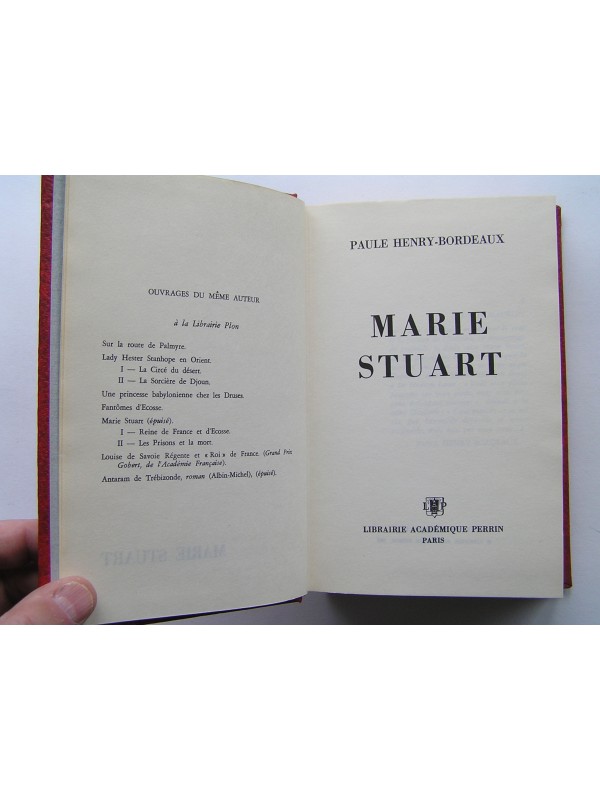 OUVRAGES DU MÊME AUTEUR
à la Librairie Plon
Sur la route de Palmyre.
Lady Hester Stanhope en Orient.
I — La Circé du désert.
II — La Sorcière de Djoun.
Une princesse babylonienne chez les Druses.
Fantômes d'Ecosse.
Marie Stuart (épuisé).
I — Reine de France et d'Ecosse.
II — Les Prisons et la mort.
Louise de Savoie Régente et « Roi » de France. (Grand Prix
Gobert, de l'Académie Française).
Antaram de Trébizonde, roman (Albin-Michel), (épuisé).
MARIE STUART
PAULE HENRY-BORDEAUX
MARIE
STUART
L P
LIBRAIRIE ACADÉMIQUE PERRIN
PARIS